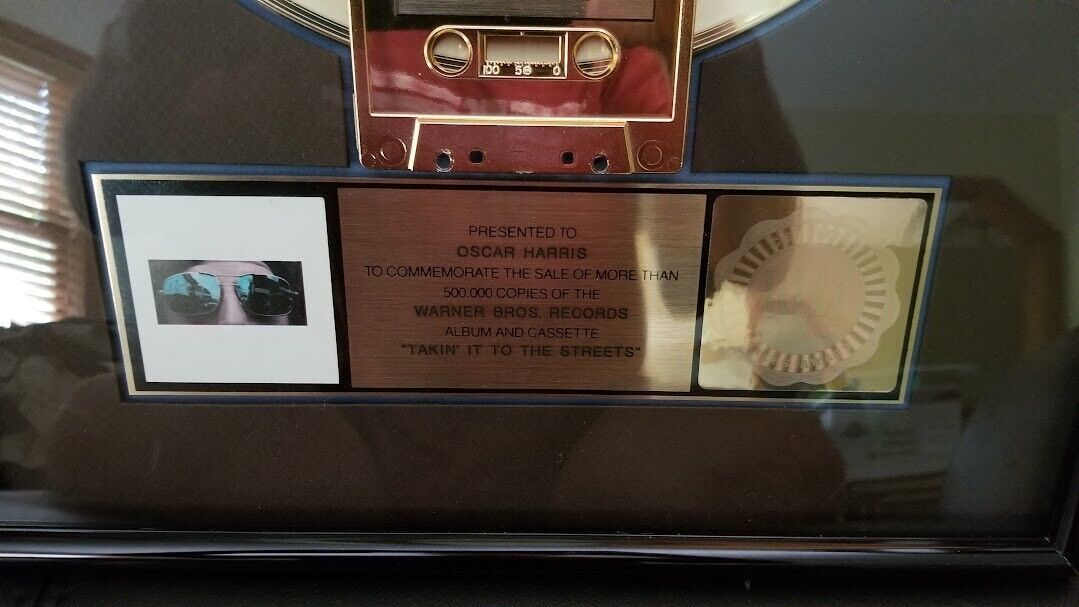 100 50 0
PRESENTED TO
OSCAR HARRIS
TO COMMEMORATE THE SALE OF MORE THAN
500.000 COPIES OF THE
WARNER BROS. RECORDS
ALBUM AND CASSETTE
"TAKIN' IT TO THE STREETS"